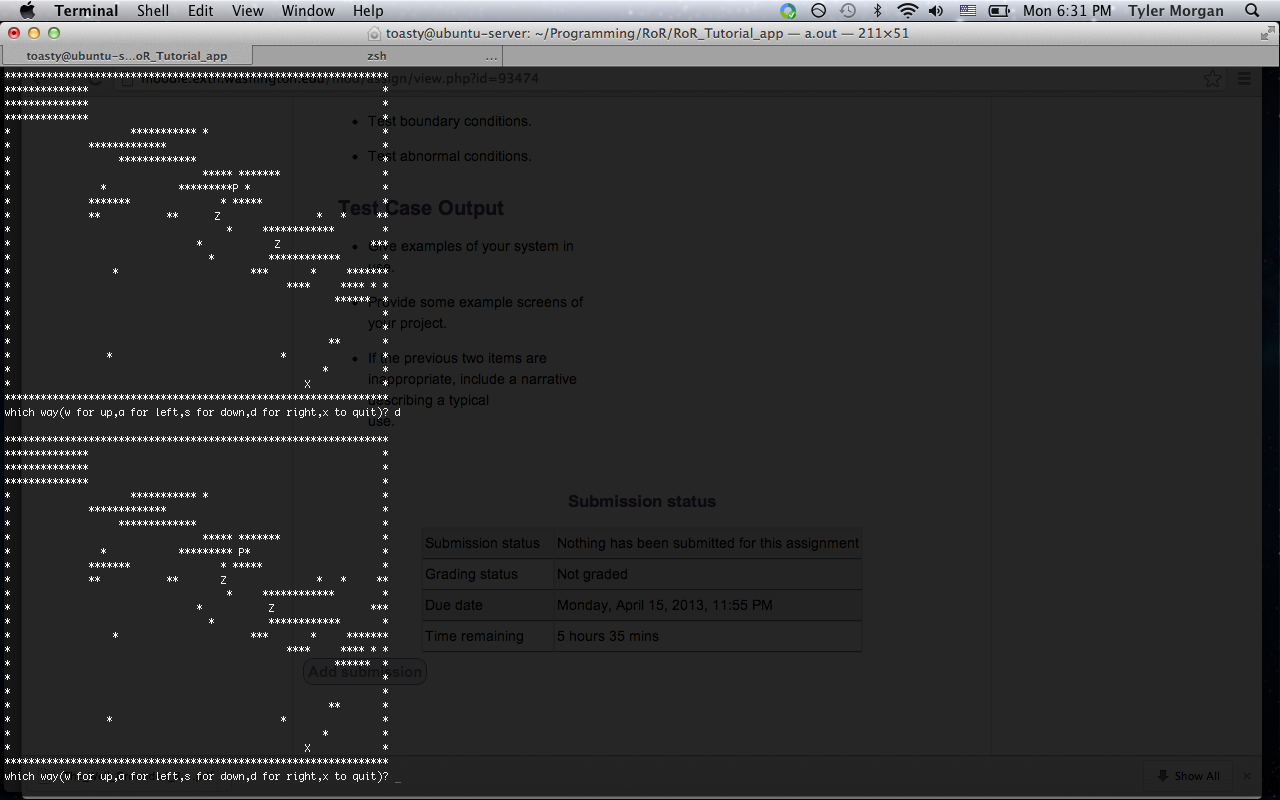 Terminal Shell Edit View Window Help Mon 6:31 PM Tyler Morgan
toasty@ubuntu-server: ~/Programming/RoR/RoR_Tutorial_app — a.out — 211×51
toasty@ubuntu-s...oR_Tutorial_app zsh ...
moodle.extn.washington.edu/mod/assign/view.php?id=93474
****************************************************************
************** *
************** *
************** *
* *********** * *
* ************* *
* ************* *
* ***** ******* *
* * *********P * *
* ******* * ***** *
* ** ** Z * * **
* * ************ *
* * Z ***
* * ************ *
* * *** * *******
* **** **** * *
* ****** *
* *
* *
* ** *
* * * *
* * *
* X *
****************************************************************
which way(w for up,a for left,s for down,d for right,x to quit)? d
****************************************************************
************** *
************** *
************** *
* *********** * *
* ************* *
* ************* *
* ***** ******* *
* * ********* P* *
* ******* * ***** *
* ** ** Z * * **
* * ************ *
* * Z ***
* * ************ *
* * *** * *******
* **** **** * *
* ****** *
* *
* *
* ** *
* * * *
* * *
* X *
****************************************************************
which way(w for up,a for left,s for down,d for right,x to quit)? _
• Test boundary conditions.
• Test abnormal conditions.
Test Case Output
• Give examples of your system in
use.
• Provide some example screens of
your project.
• If the previous two items are
inappropriate, include a narrative
describing a typical
use.
Submission status
Submission status Nothing has been submitted for this assignment
Grading status Not graded
Due date Monday, April 15, 2013, 11:55 PM
Time remaining 5 hours 35 mins
Add submission
Show All ×